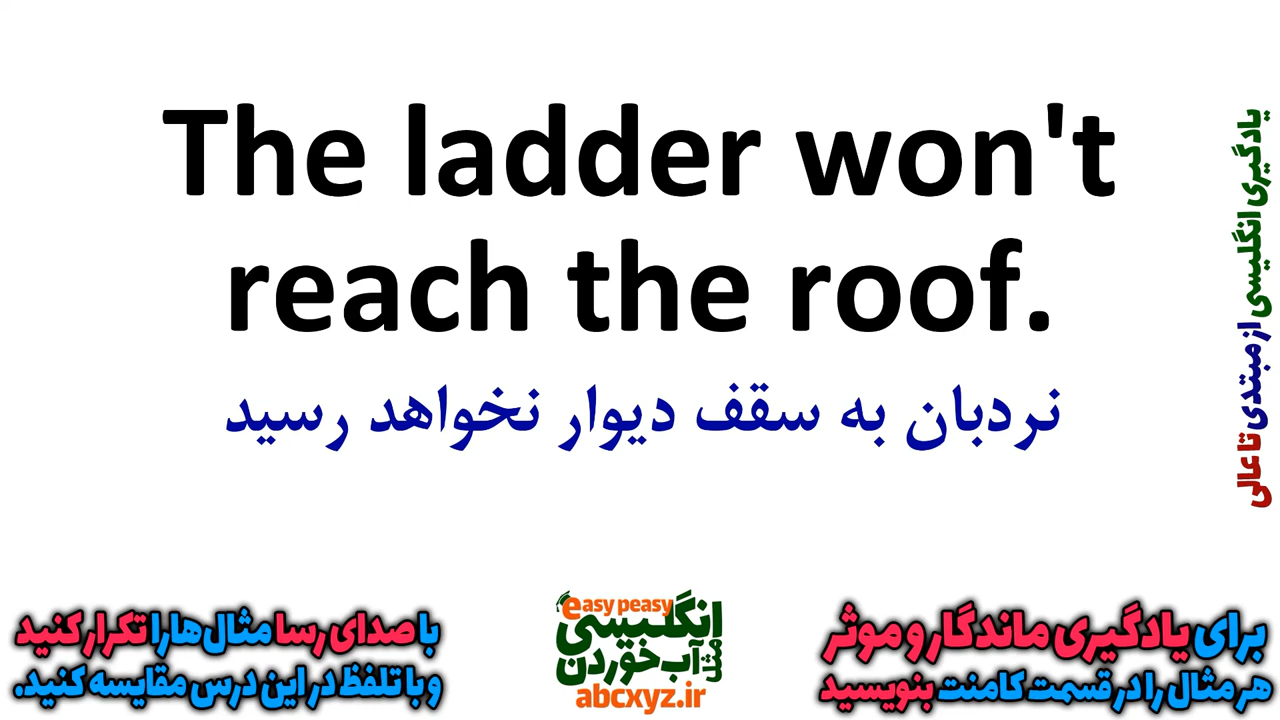 The ladder won't
reach the roof.
نردبان به سقف دیوار نخواهد رسید
یادگیری انگلیسی از مبتدی تا عالی
با صدای رسا مثال‌ها را تکرار کنید
و با تلفظ در این درس مقایسه کنید.
easy peasy
انگلیسی
مثل
آب خوردن
abcxyz.ir
برای یادگیری ماندگار و موثر
هر مثال را در قسمت کامنت بنویسید